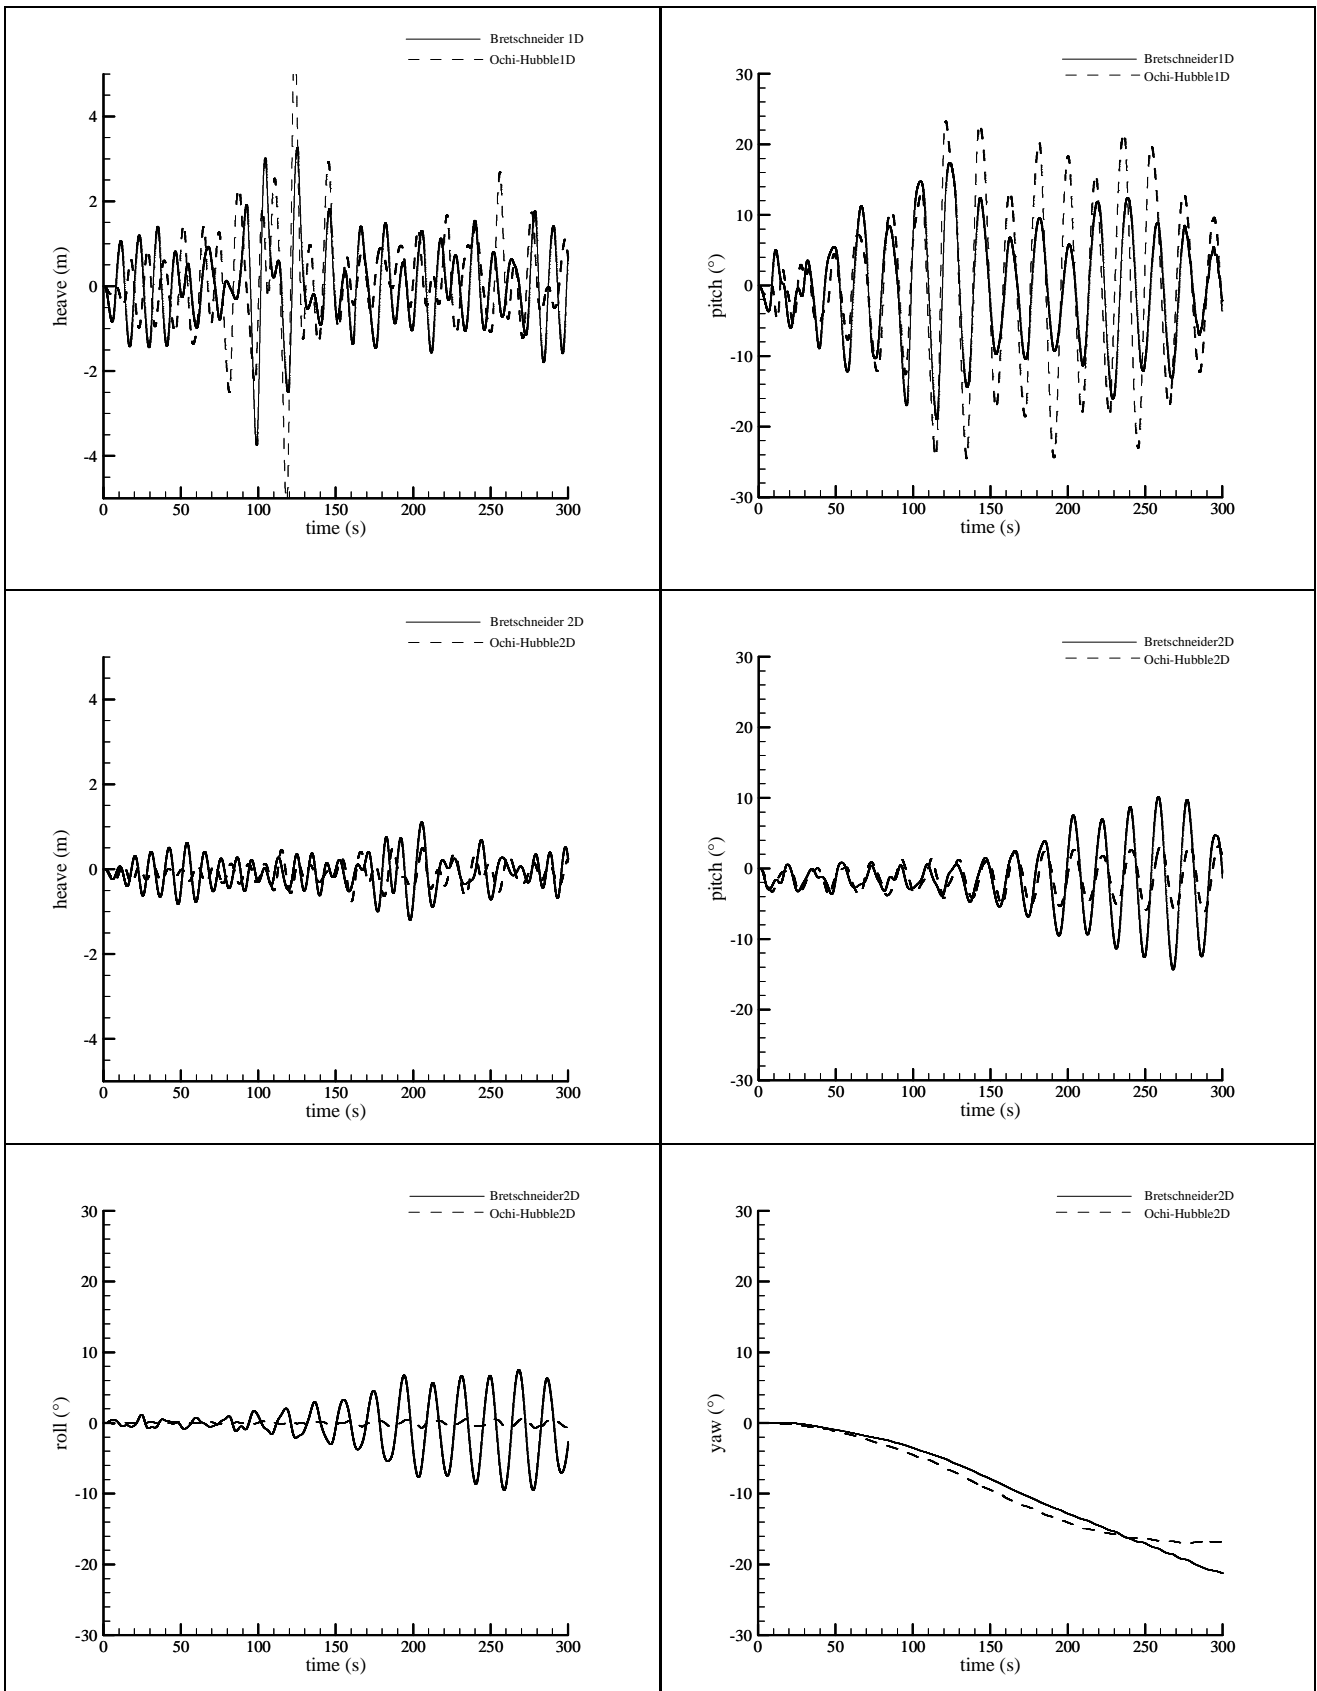 Bretschneider 1D
Ochi-Hubble1D
4
2
0
-2
-4
heave (m)
0 50 100 150 200 250 300
time (s)
Bretschneider1D
Ochi-Hubble1D
30
20
10
0
-10
-20
-30
pitch (°)
0 50 100 150 200 250 300
time (s)
Bretschneider 2D
Ochi-Hubble2D
4
2
0
-2
-4
heave (m)
0 50 100 150 200 250 300
time (s)
Bretschneider2D
Ochi-Hubble2D
30
20
10
0
-10
-20
-30
pitch (°)
0 50 100 150 200 250 300
time (s)
Bretschneider2D
Ochi-Hubble2D
30
20
10
0
-10
-20
-30
roll (°)
0 50 100 150 200 250 300
time (s)
Bretschneider2D
Ochi-Hubble2D
30
20
10
0
-10
-20
-30
yaw (°)
0 50 100 150 200 250 300
time (s)